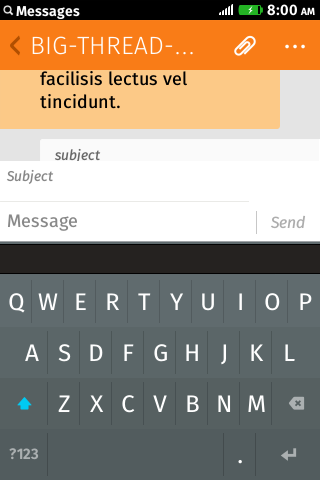 Messages 8:00 AM
BIG-THREAD-...
facilisis lectus vel
tincidunt.
subject
Subject
Message Send
Q W E R T Y U I O P
A S D F G H J K L
Z X C V B N M
?123 .